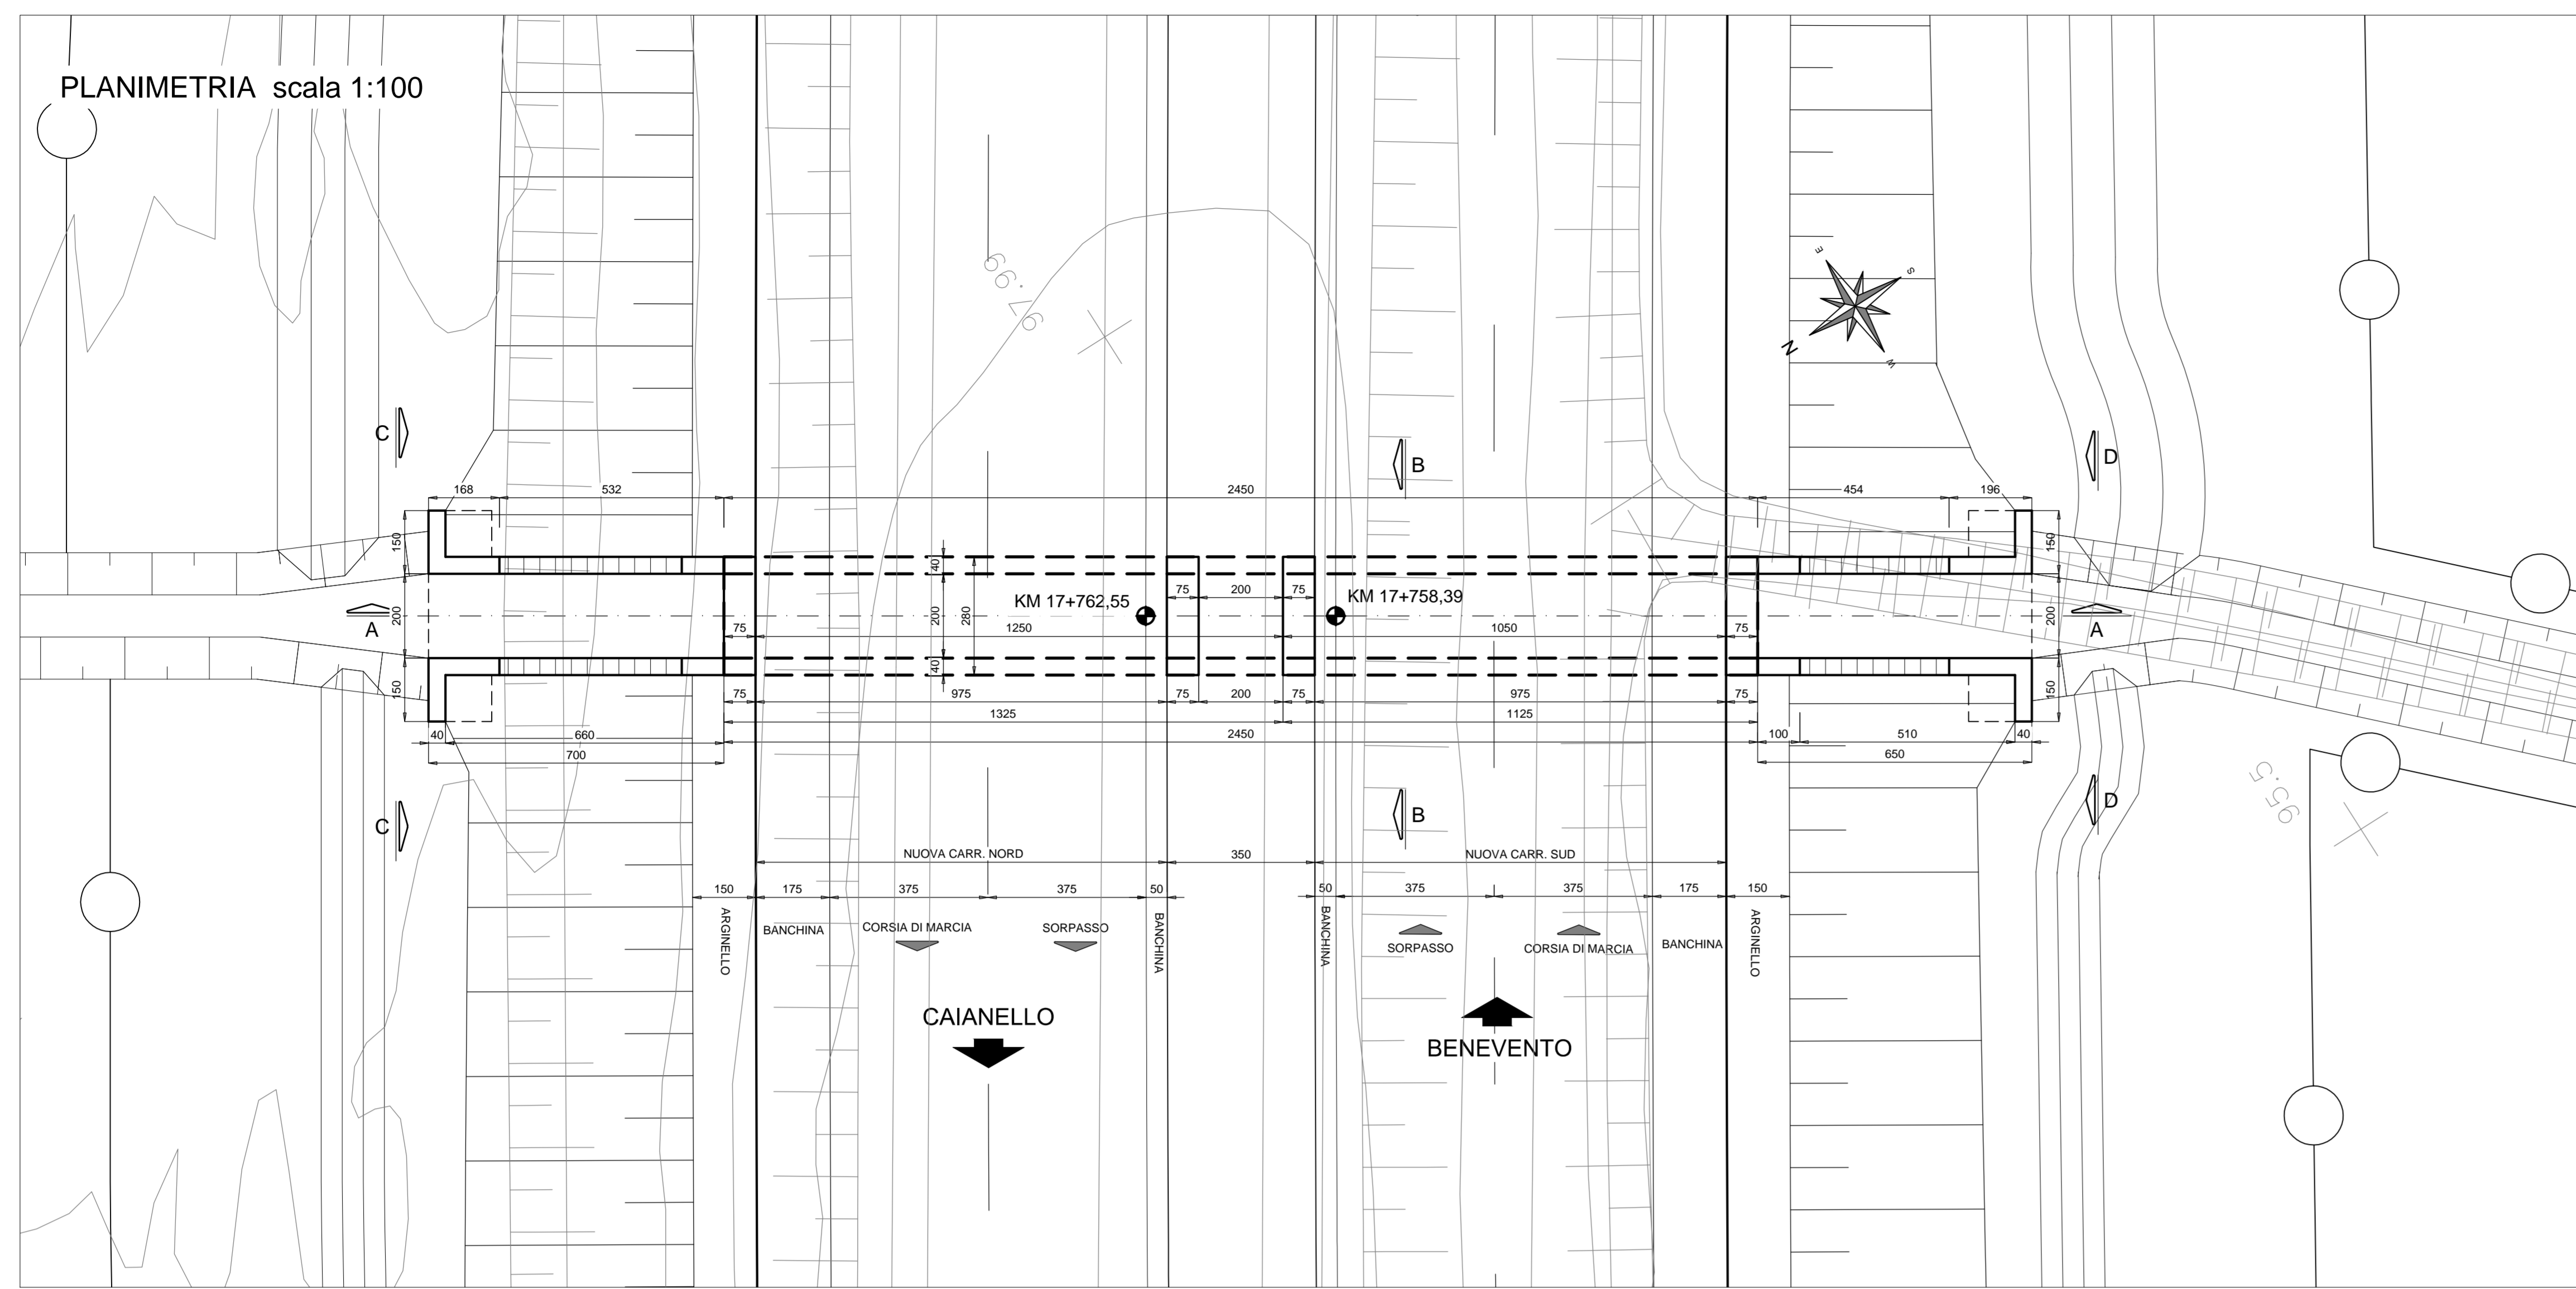 PLANIMETRIA scala 1:100
97.99
E
S
N
W
C
B
D
168
532
2450
454
196
150
40
150
75
200
75
KM 17+762,55
KM 17+758,39
A
200
200
280
200
A
75
1250
1050
75
40
150
150
75
975
75
200
75
975
75
1325
1125
40
660
2450
100
510
40
700
650
95.5
C
B
D
NUOVA CARR. NORD
350
NUOVA CARR. SUD
150
175
375
375
50
50
375
375
175
150
ARGINELLO
BANCHINA
CORSIA DI MARCIA
SORPASSO
BANCHINA
BANCHINA
SORPASSO
CORSIA DI MARCIA
BANCHINA
ARGINELLO
CAIANELLO
BENEVENTO